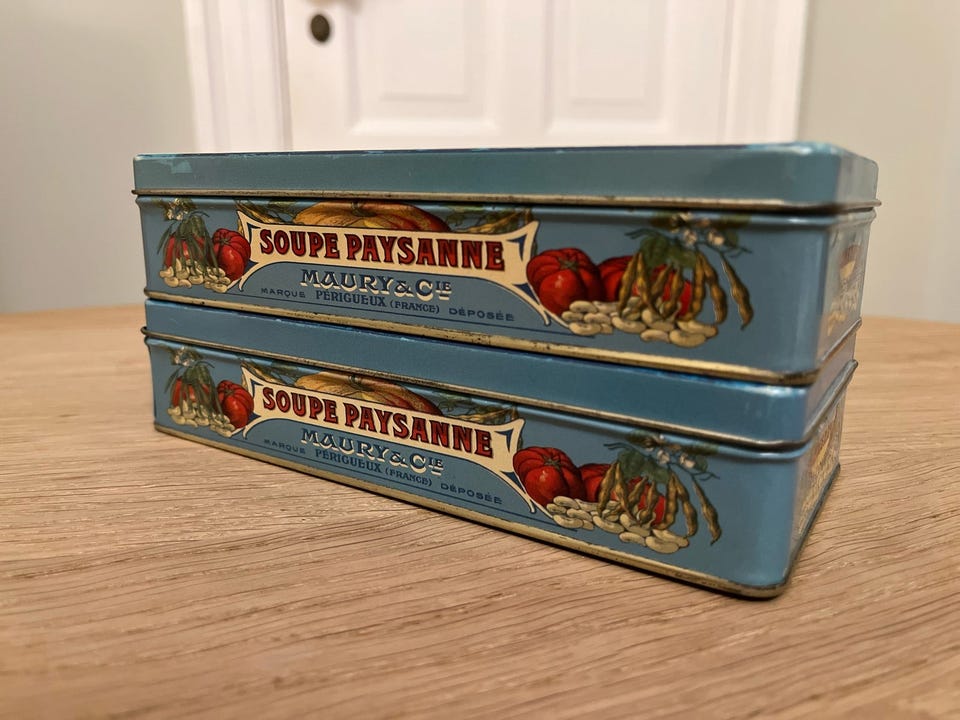 SOUPE PAYSANNE
MAURY & CIE
MARQUE PÉRIGUEUX (FRANCE) DÉPOSÉE
SOUPE PAYSANNE
MAURY & CIE
MARQUE PÉRIGUEUX (FRANCE) DÉPOSÉE